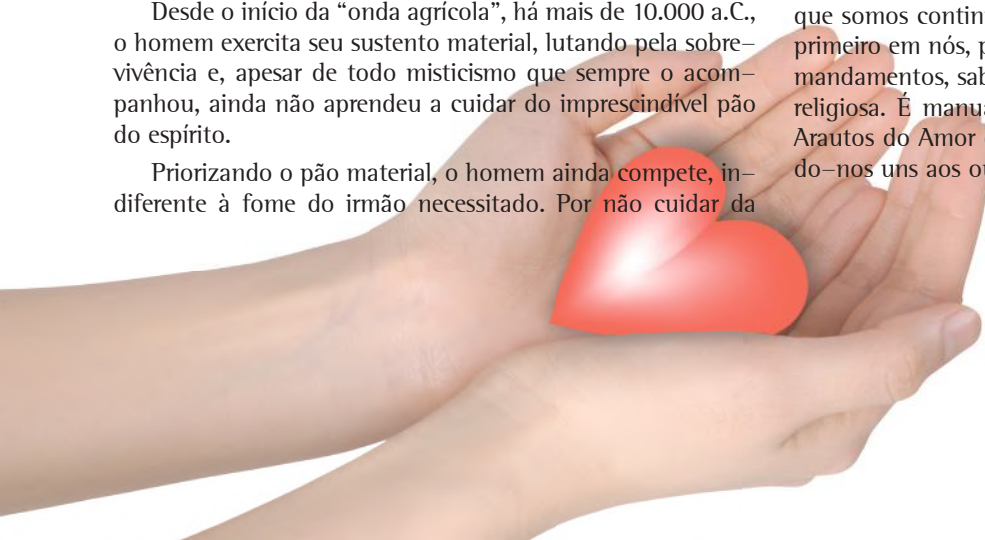 Desde o início da “onda agrícola”, há mais de 10.000 a.C.,
o homem exercita seu sustento material, lutando pela sobre–
vivência e, apesar de todo misticismo que sempre o acom–
panhou, ainda não aprendeu a cuidar do imprescindível pão
do espírito.
Priorizando o pão material, o homem ainda compete, in–
diferente à fome do irmão necessitado. Por não cuidar da
que somos
primeiro em nós,
mandamentos,
religiosa. É
Arautos do Amor
do–nos uns aos